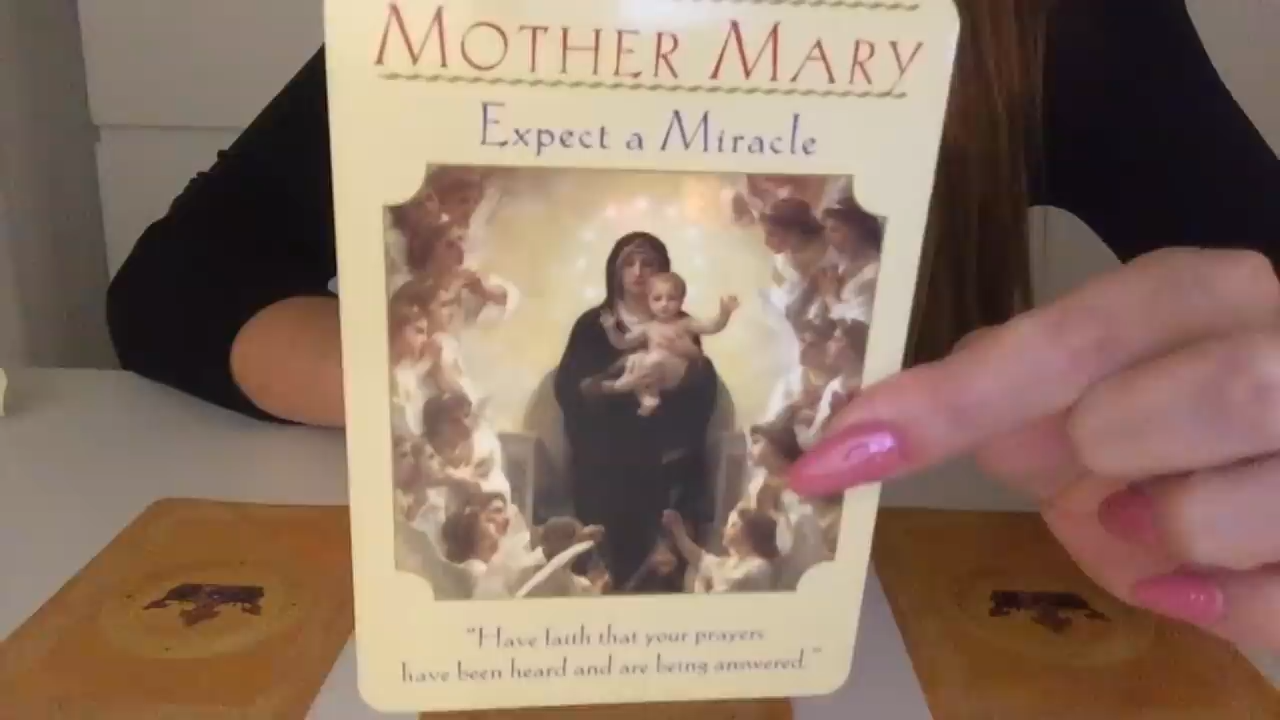 MOTHER MARY
Expect a Miracle
"Have faith that your prayers
have been heard and are being answered."